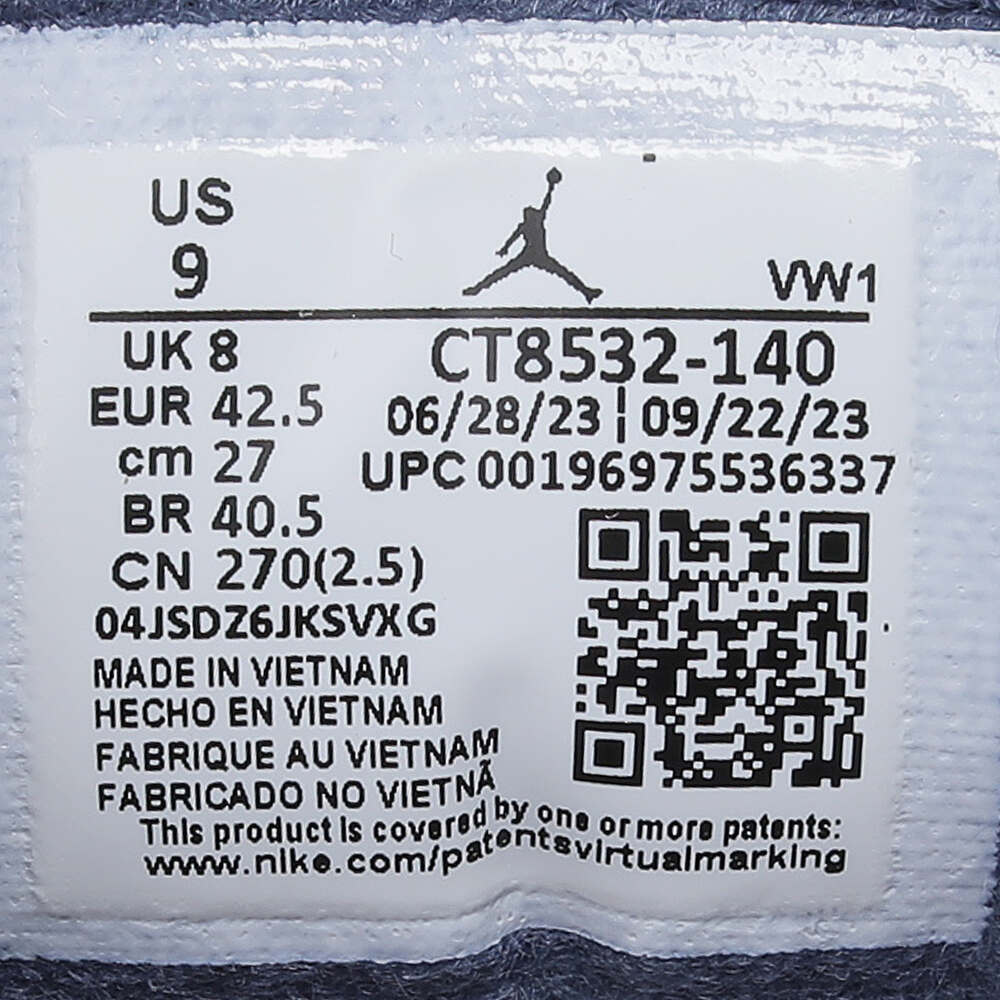 US
9
VW1
UK 8
CT8532-140
EUR 42.5
06/28/23 | 09/22/23
cm 27
UPC 00196975536337
BR 40.5
CN 270(2.5)
04JSDZ6JKSVXG
MADE IN VIETNAM
HECHO EN VIETNAM
FABRIQUE AU VIETNAM
FABRICADO NO VIETNÃ
This product is covered by one or more patents:
www.nike.com/patentsvirtualmarking